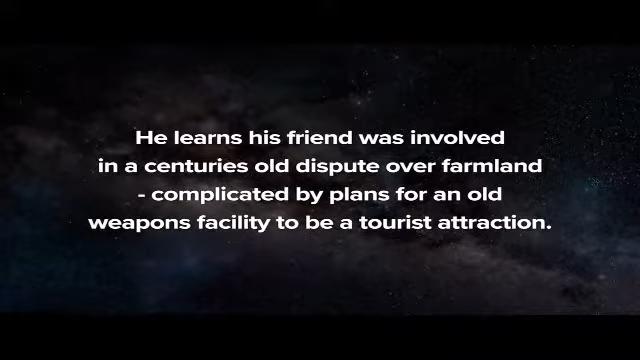 He learns his friend was involved
in a centuries old dispute over farmland
- complicated by plans for an old
weapons facility to be a tourist attraction.